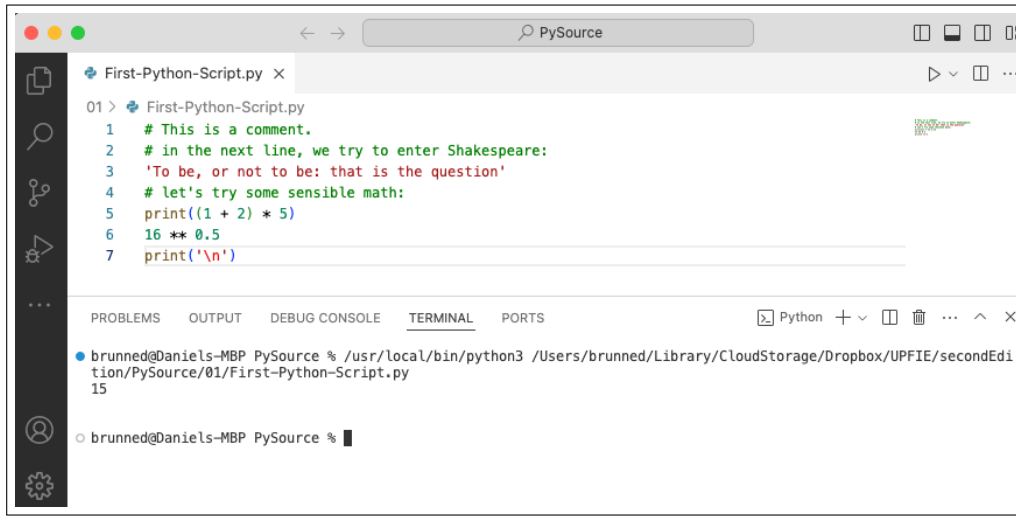 PySource
First-Python-Script.py
01 > First-Python-Script.py
1 # This is a comment.
2 # in the next line, we try to enter Shakespeare:
3 'To be, or not to be: that is the question'
4 # let's try some sensible math:
5 print((1 + 2) * 5)
6 16 ** 0.5
7 print('\n')
PROBLEMS OUTPUT DEBUG CONSOLE TERMINAL PORTS Python
brunned@Daniels-MBP PySource % /usr/local/bin/python3 /Users/brunned/Library/CloudStorage/Dropbox/UPFIE/secondEdi
tion/PySource/01/First-Python-Script.py
15
brunned@Daniels-MBP PySource %